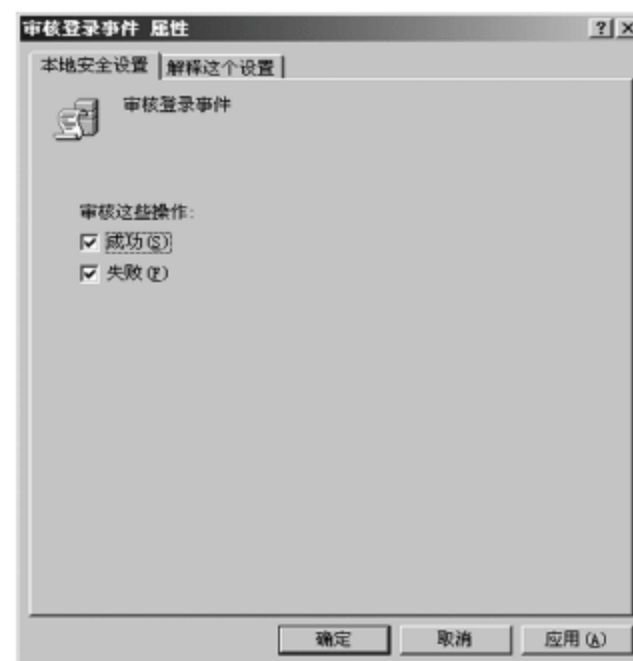 审核登录事件 属性
本地安全设置 解释这个设置
审核登录事件
审核这些操作:
成功(S)
失败(F)
确定 取消 应用(A)